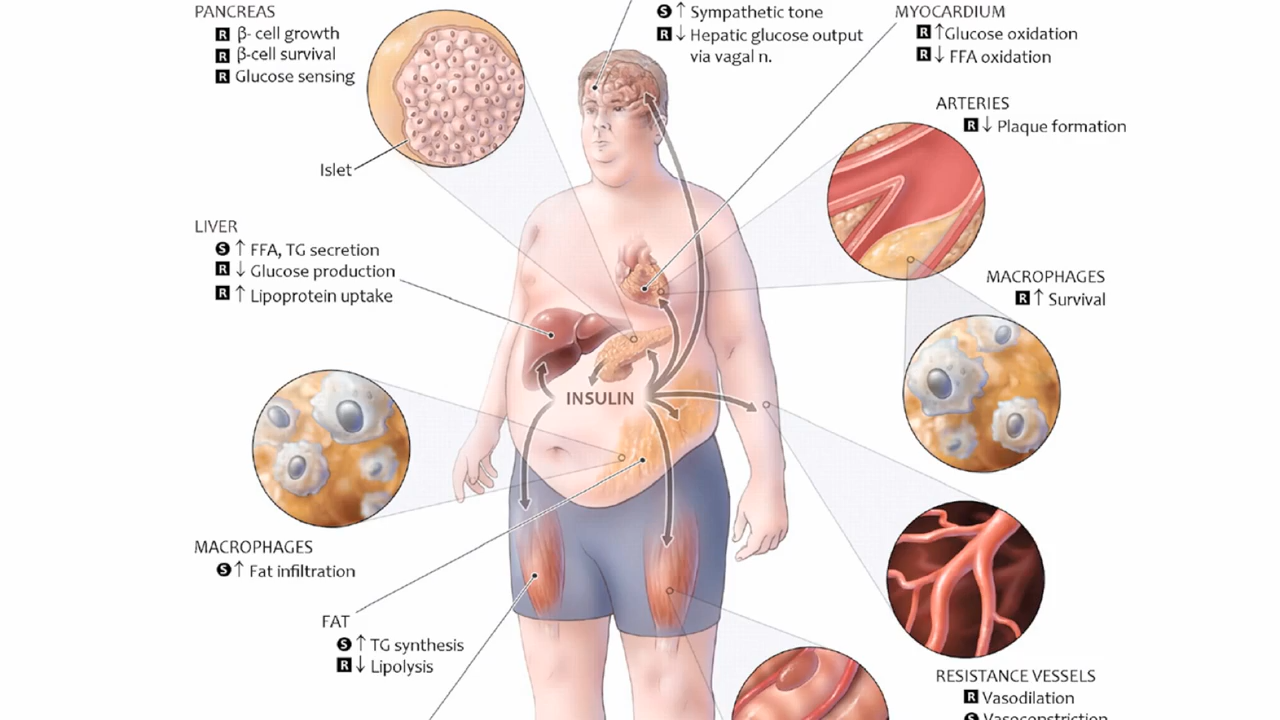 PANCREAS
R β- cell growth
R β-cell survival
R Glucose sensing
Islet
S ↑ Sympathetic tone
R ↓ Hepatic glucose output
via vagal n.
MYOCARDIUM
R ↑ Glucose oxidation
R ↓ FFA oxidation
ARTERIES
R ↓ Plaque formation
LIVER
S ↑ FFA, TG secretion
R ↓ Glucose production
R ↑ Lipoprotein uptake
MACROPHAGES
R ↑ Survival
INSULIN
MACROPHAGES
S ↑ Fat infiltration
FAT
S ↑ TG synthesis
R ↓ Lipolysis
RESISTANCE VESSELS
R Vasodilation
S Vasoconstriction